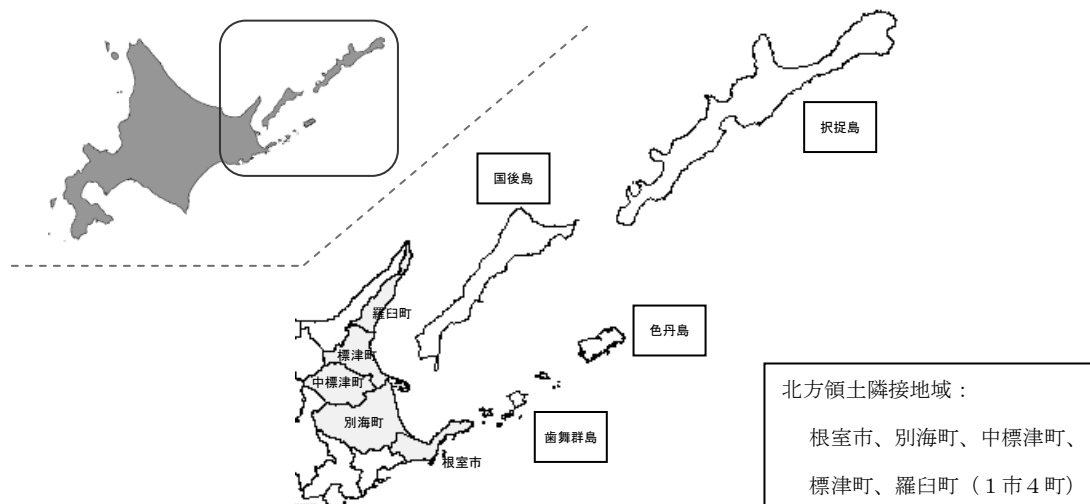 択捉島
国後島
羅臼町
色丹島
標津町
中標津町
別海町
歯舞群島
根室市
北方領土隣接地域：
根室市、別海町、中標津町、
標津町、羅臼町（１市４町）